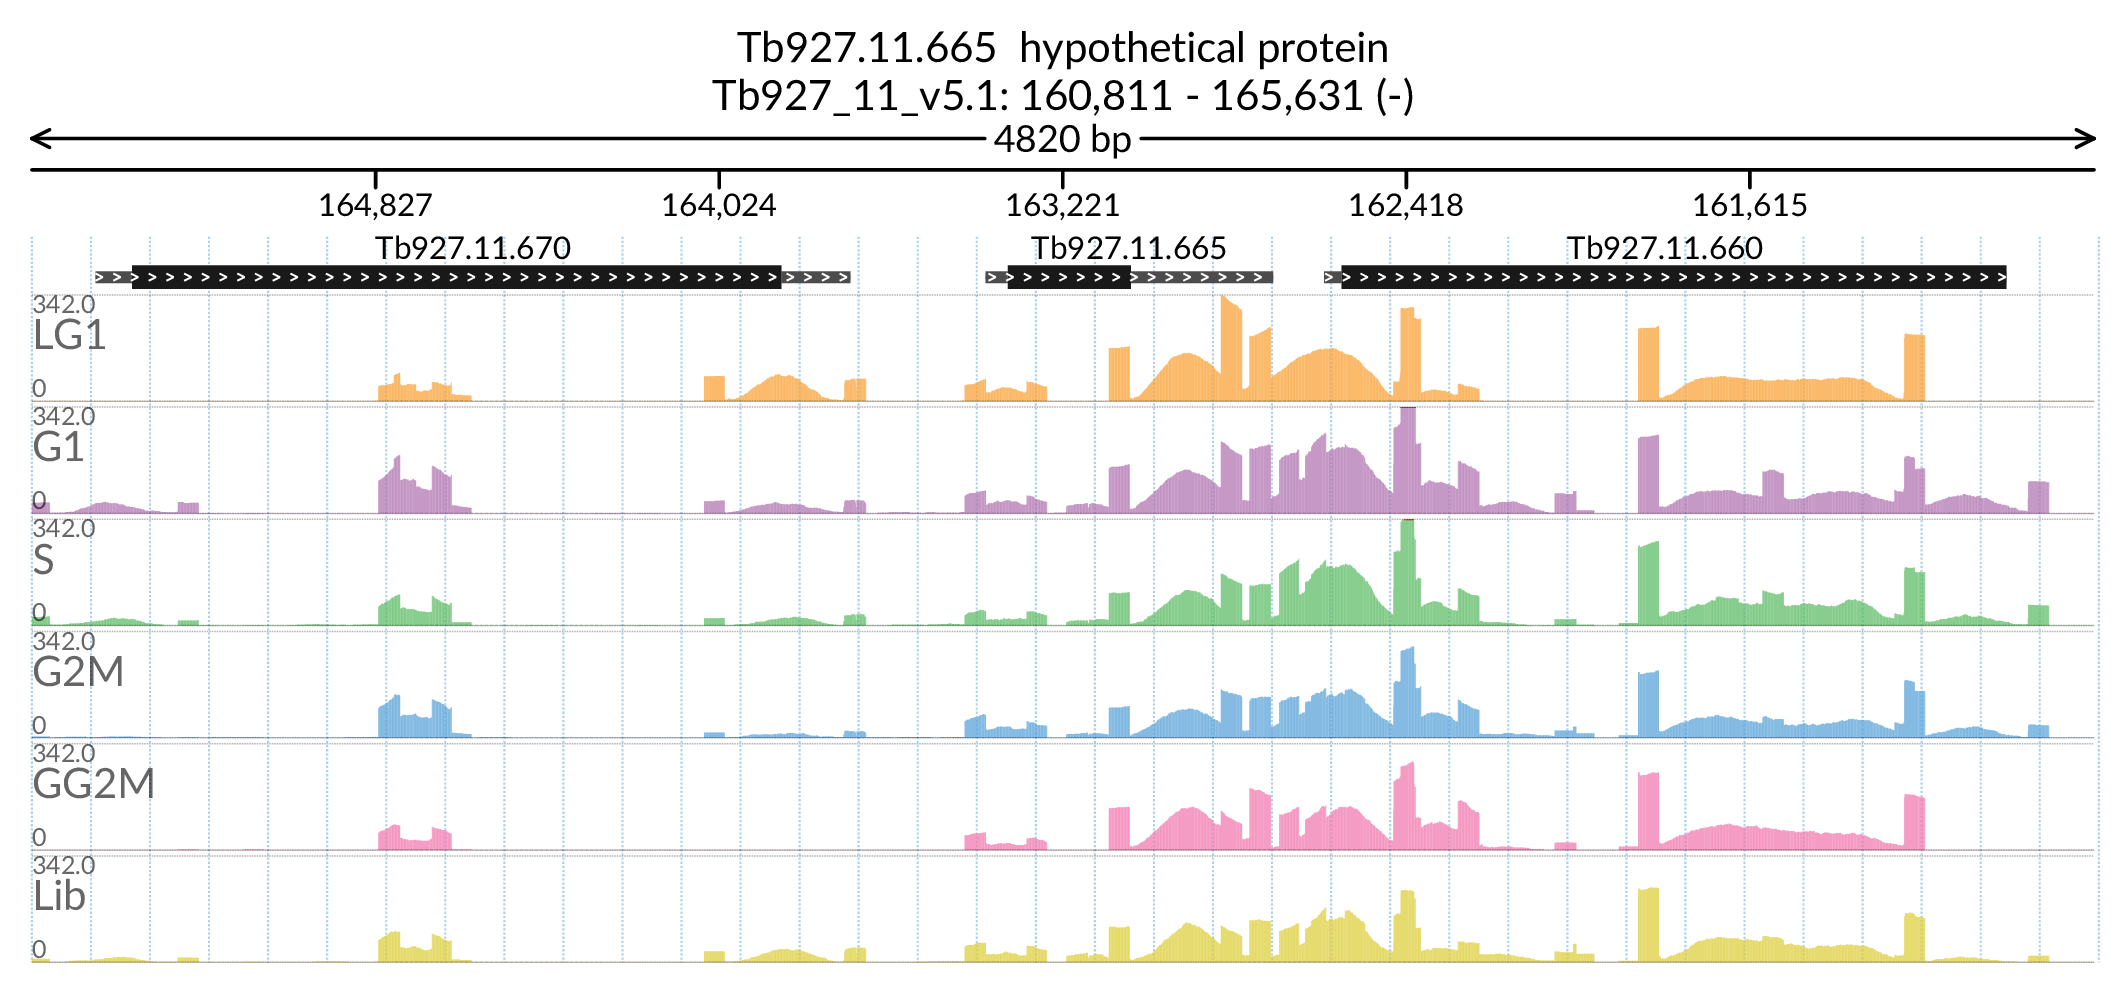 Tb927.11.665 hypothetical protein
Tb927_11_v5.1: 160,811 - 165,631 (-)
4820 bp
164,827 164,024 163,221 162,418 161,615
Tb927.11.670 Tb927.11.665 Tb927.11.660
342.0
LG1
0
342.0
G1
0
342.0
S
0
342.0
G2M
0
342.0
GG2M
0
342.0
Lib
0